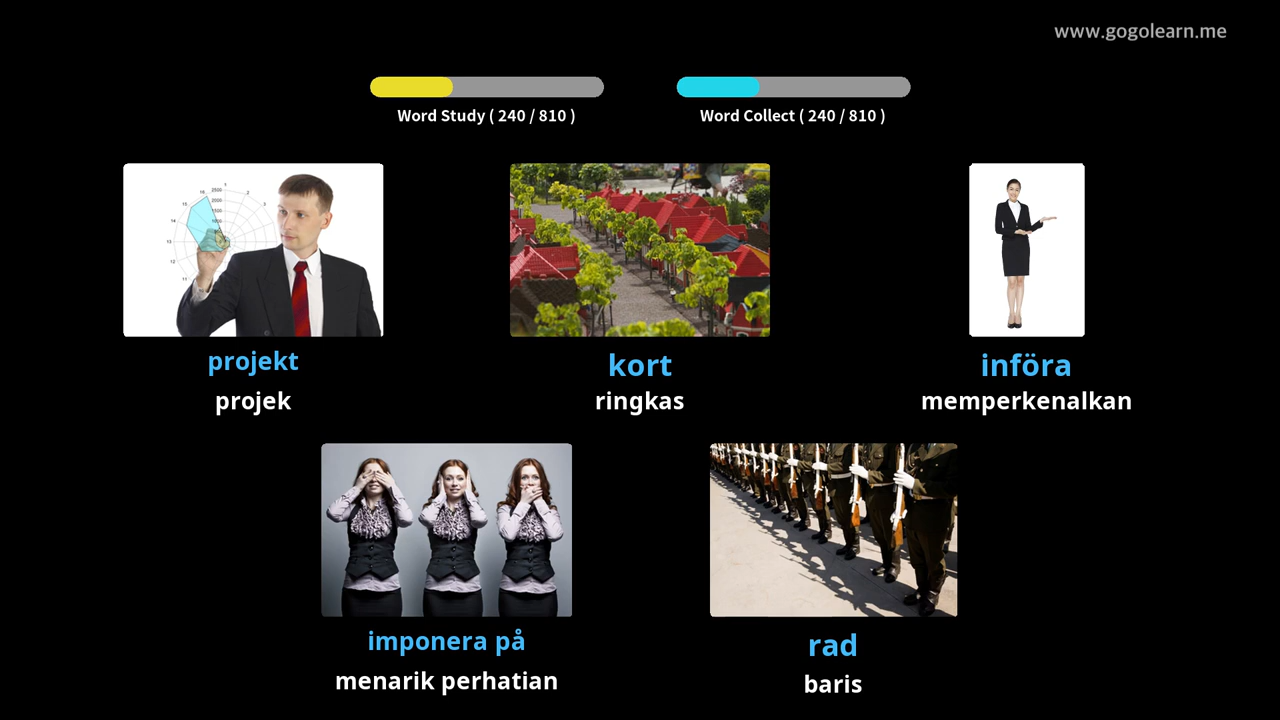 www.gogolearn.me
Word Study ( 240 / 810 )
Word Collect ( 240 / 810 )
projekt
projek
kort
ringkas
införa
memperkenalkan
imponera på
menarik perhatian
rad
baris